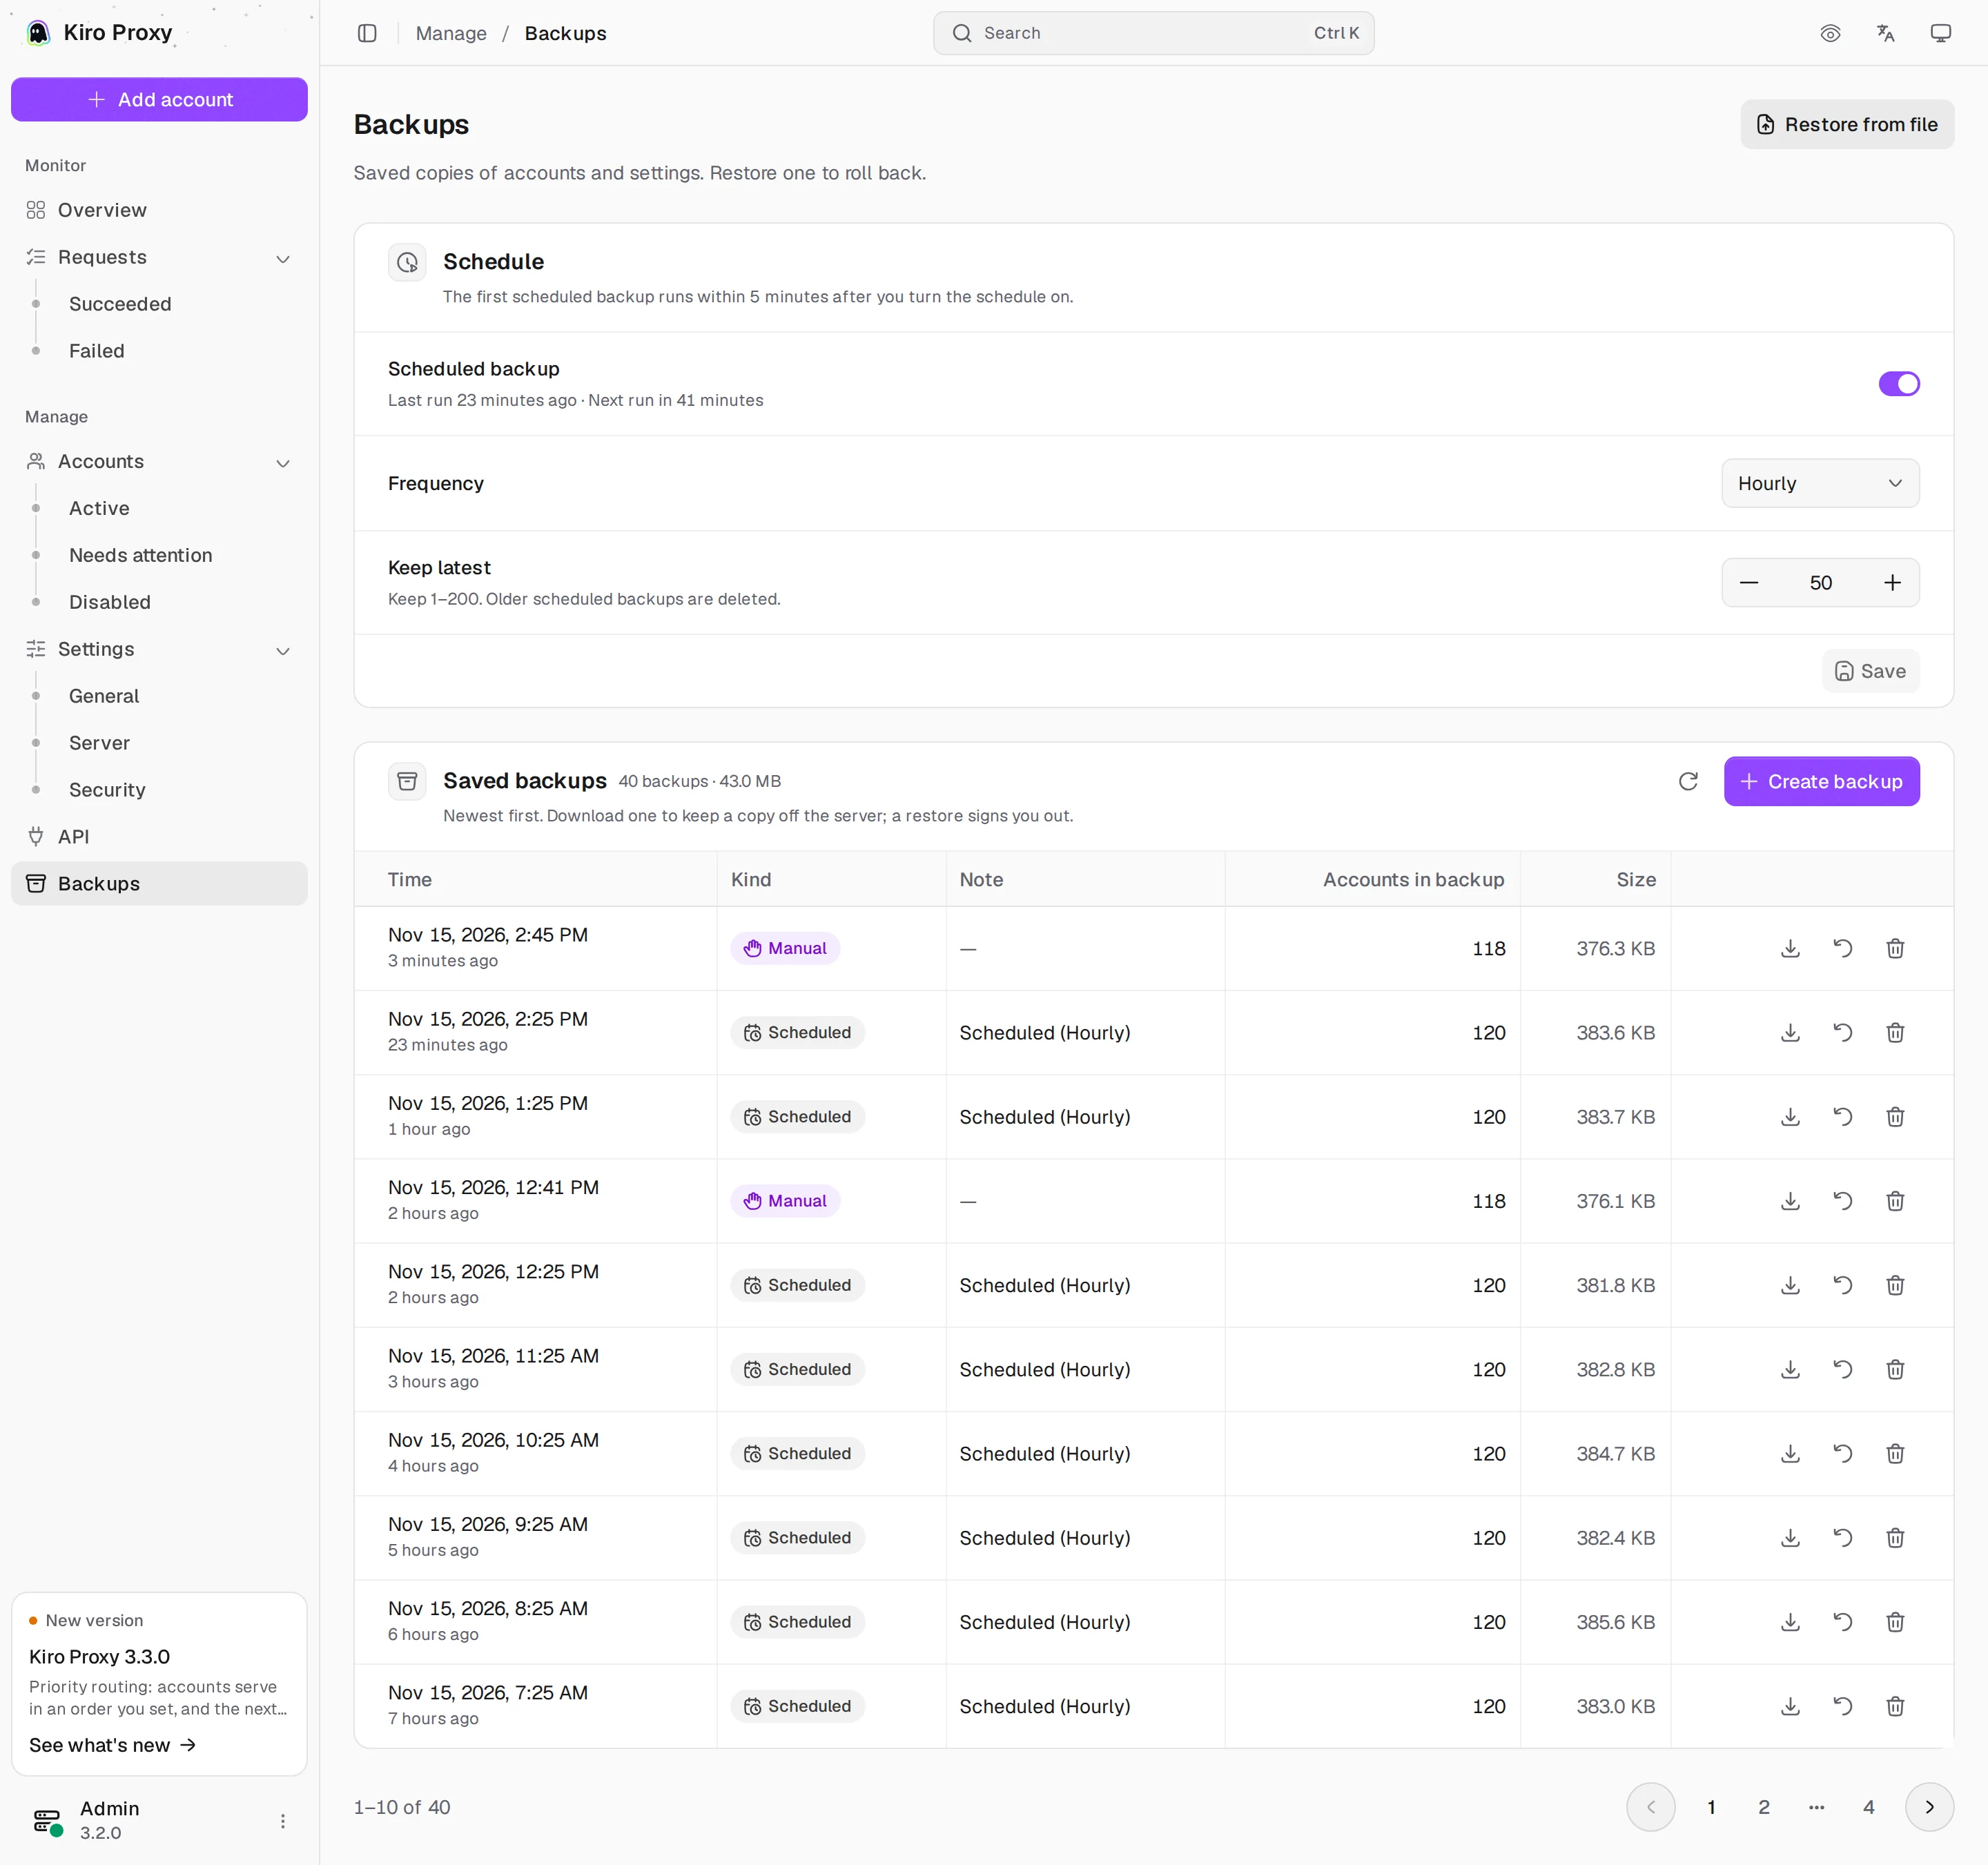 Kiro Proxy
Manage / Backups
Search
Ctrl K
Add account
Monitor
Overview
Requests
Succeeded
Failed
Manage
Accounts
Active
Needs attention
Disabled
Settings
General
Server
Security
API
Backups
New version
Kiro Proxy 3.3.0
Priority routing: accounts serve
in an order you set, and the next...
See what's new
Admin
3.2.0
Backups
Restore from file
Saved copies of accounts and settings. Restore one to roll back.
Schedule
The first scheduled backup runs within 5 minutes after you turn the schedule on.
Scheduled backup
Last run 23 minutes ago · Next run in 41 minutes
Frequency
Hourly
Keep latest
Keep 1–200. Older scheduled backups are deleted.
50
Save
Saved backups 40 backups · 43.0 MB
Create backup
Newest first. Download one to keep a copy off the server; a restore signs you out.
Time Kind Note Accounts in backup Size
Nov 15, 2026, 2:45 PM
3 minutes ago
Manual — 118 376.3 KB
Nov 15, 2026, 2:25 PM
23 minutes ago
Scheduled Scheduled (Hourly) 120 383.6 KB
Nov 15, 2026, 1:25 PM
1 hour ago
Scheduled Scheduled (Hourly) 120 383.7 KB
Nov 15, 2026, 12:41 PM
2 hours ago
Manual — 118 376.1 KB
Nov 15, 2026, 12:25 PM
2 hours ago
Scheduled Scheduled (Hourly) 120 381.8 KB
Nov 15, 2026, 11:25 AM
3 hours ago
Scheduled Scheduled (Hourly) 120 382.8 KB
Nov 15, 2026, 10:25 AM
4 hours ago
Scheduled Scheduled (Hourly) 120 384.7 KB
Nov 15, 2026, 9:25 AM
5 hours ago
Scheduled Scheduled (Hourly) 120 382.4 KB
Nov 15, 2026, 8:25 AM
6 hours ago
Scheduled Scheduled (Hourly) 120 385.6 KB
Nov 15, 2026, 7:25 AM
7 hours ago
Scheduled Scheduled (Hourly) 120 383.0 KB
1–10 of 40
1 2 ... 4